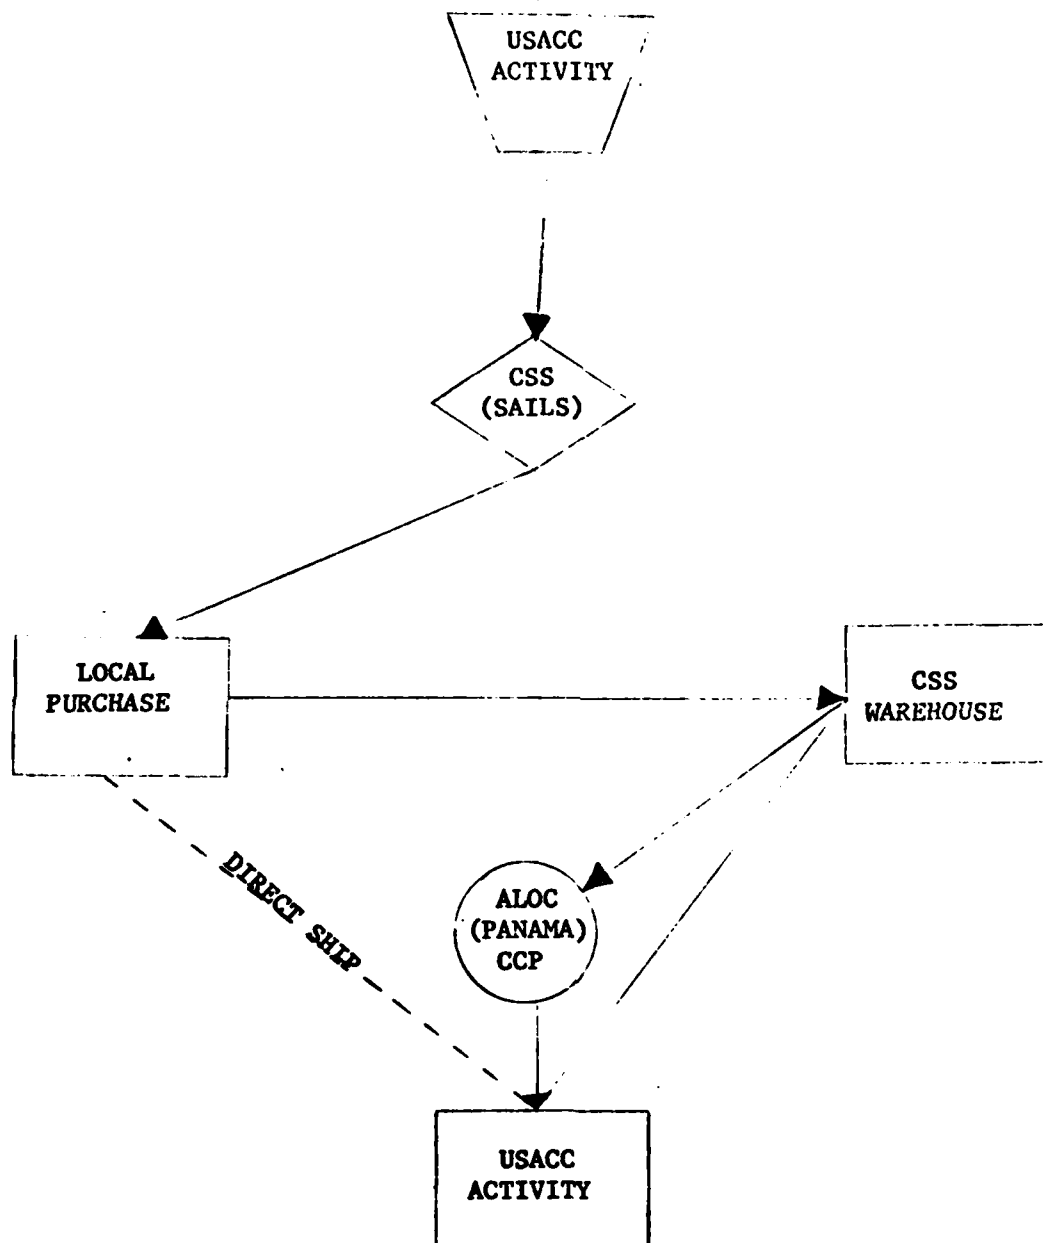 USACC
ACTIVITY
CSS
(SAILS)
LOCAL
PURCHASE
CSS
WAREHOUSE
DIRECT SHIP
ALOC
(PANAMA)
CCP
USACC
ACTIVITY